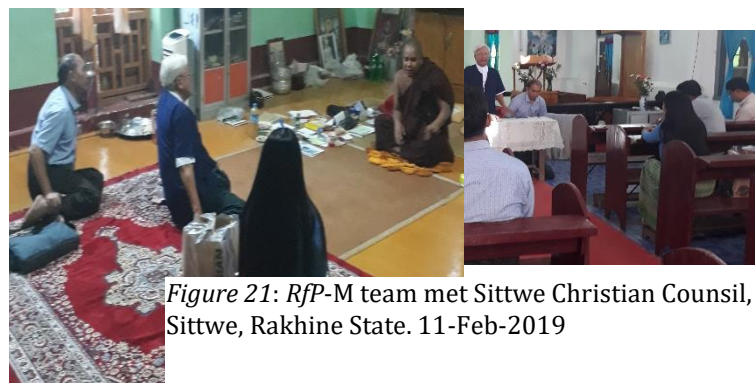 Figure 21: RfP-M team met Sittwe Christian Counsil,
Sittwe, Rakhine State. 11-Feb-2019